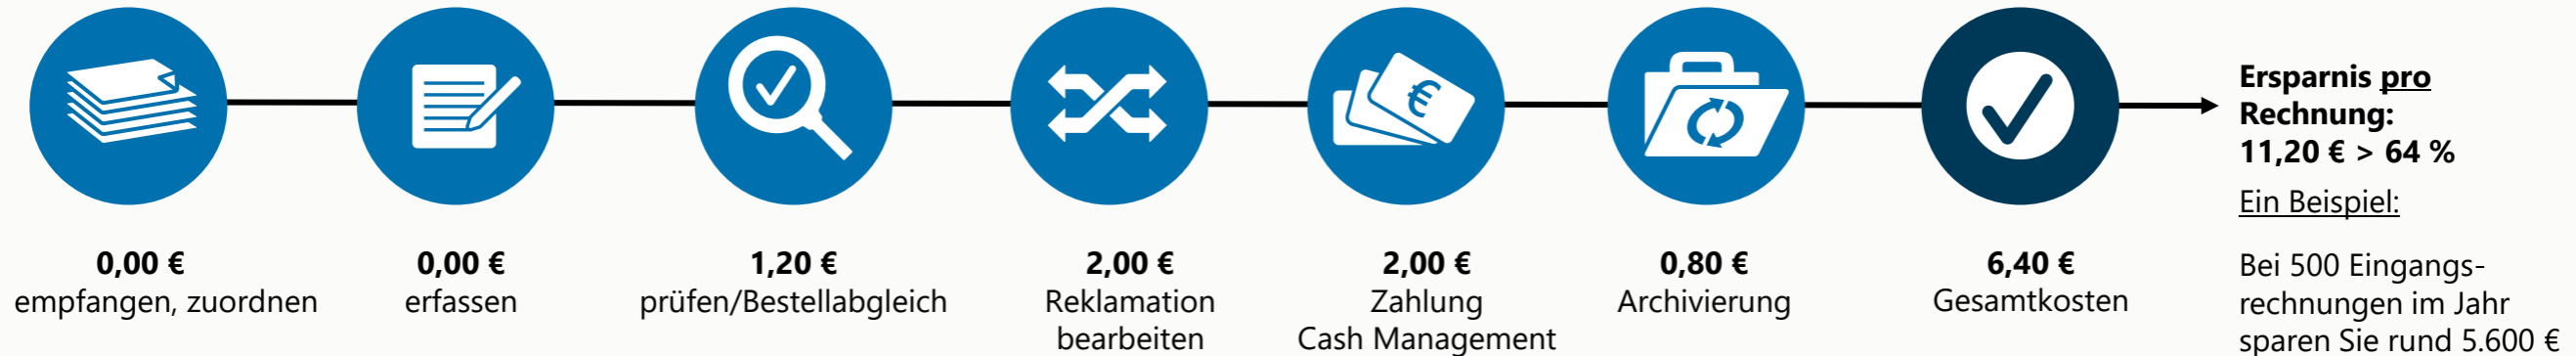 0,00 €
empfangen, zuordnen
0,00 €
erfassen
1,20 €
prüfen/Bestellabgleich
2,00 €
Reklamation
bearbeiten
€
2,00 €
Zahlung
Cash Management
0,80 €
Archivierung
6,40 €
Gesamtkosten
Ersparnis pro
Rechnung:
11,20 € > 64 %
Ein Beispiel:
Bei 500 Eingangs-
rechnungen im Jahr
sparen Sie rund 5.600 €